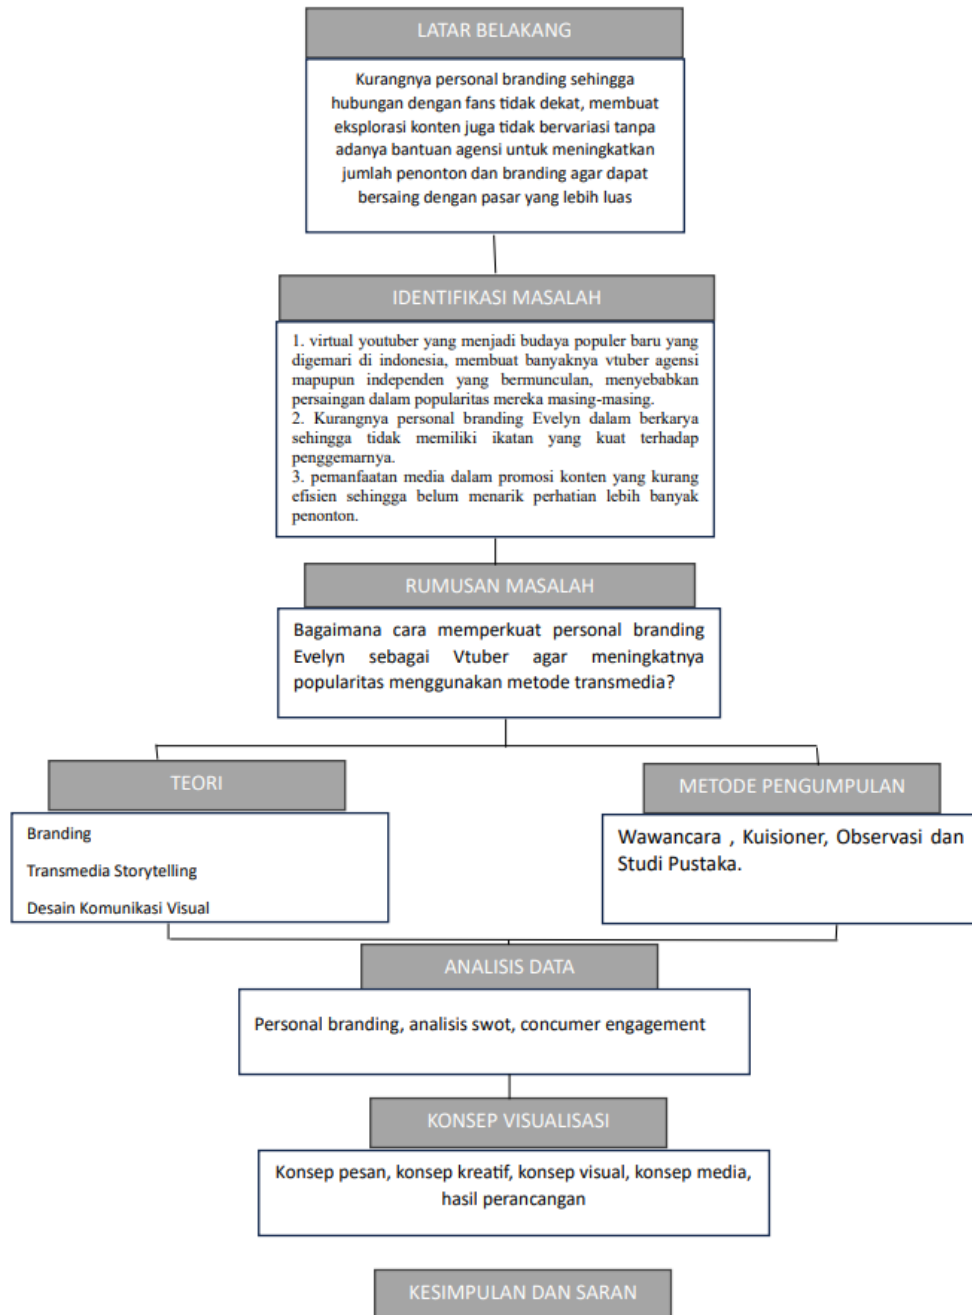 LATAR BELAKANG
Kurangnya personal branding sehingga
hubungan dengan fans tidak dekat, membuat
eksplorasi konten juga tidak bervariasi tanpa
adanya bantuan agensi untuk meningkatkan
jumlah penonton dan branding agar dapat
bersaing dengan pasar yang lebih luas
IDENTIFIKASI MASALAH
1. virtual youtuber yang menjadi budaya populer baru yang
digemari di indonesia, membuat banyaknya vtuber agensi
mapupun independen yang bermunculan, menyebabkan
persaingan dalam popularitas mereka masing-masing.
2. Kurangnya personal branding Evelyn dalam berkarya
sehingga tidak memiliki ikatan yang kuat terhadap
penggemarnya.
3. pemanfaatan media dalam promosi konten yang kurang
efisien sehingga belum menarik perhatian lebih banyak
penonton.
RUMUSAN MASALAH
Bagaimana cara memperkuat personal branding
Evelyn sebagai Vtuber agar meningkatnya
popularitas menggunakan metode transmedia?
TEORI
Branding
Transmedia Storytelling
Desain Komunikasi Visual
METODE PENGUMPULAN
Wawancara , Kuisioner, Observasi dan
Studi Pustaka.
ANALISIS DATA
Personal branding, analisis swot, concumer engagement
KONSEP VISUALISASI
Konsep pesan, konsep kreatif, konsep visual, konsep media,
hasil perancangan
KESIMPULAN DAN SARAN